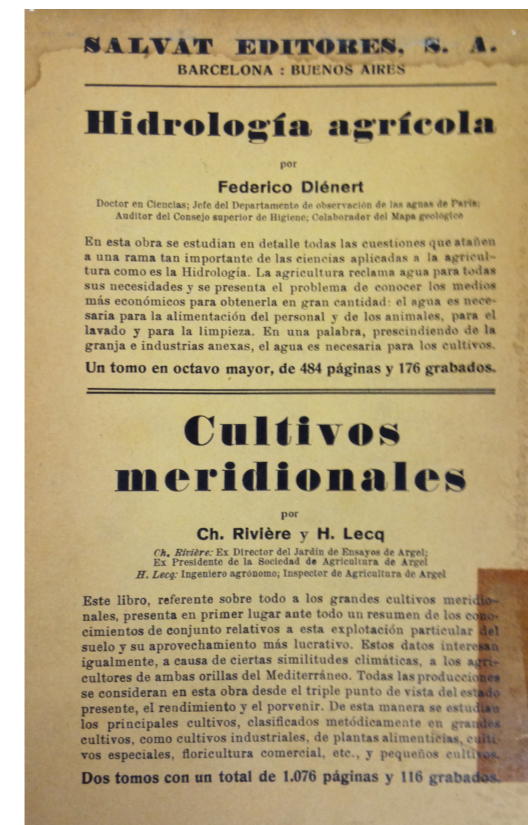 SALVAT EDITORES, S. A.
BARCELONA : BUENOS AIRES
Hidrología agrícola
por
Federico Diénert
Doctor en Ciencias; Jefe del Departamento de observación de las aguas de París;
Auditor del Consejo superior de Higiene; Colaborador del Mapa geológico
En esta obra se estudian en detalle todas las cuestiones que atañen
a una rama tan importante de las ciencias aplicadas a la agricul-
tura como es la Hidrología. La agricultura reclama agua para todas
sus necesidades y se presenta el problema de conocer los medios
más económicos para obtenerla en gran cantidad: el agua es nece-
saria para la alimentación del personal y de los animales, para el
lavado y para la limpieza. En una palabra, prescindiendo de la
granja e industrias anexas, el agua es necesaria para los cultivos.
Un tomo en octavo mayor, de 484 páginas y 176 grabados.
Cultivos
meridionales
por
Ch. Rivière y H. Lecq
Ch. Rivière: Ex Director del Jardín de Ensayos de Argel;
Ex Presidente de la Sociedad de Agricultura de Argel
H. Lecq: Ingeniero agrónomo; Inspector de Agricultura de Argel
Este libro, referente sobre todo a los grandes cultivos meridio-
nales, presenta en primer lugar ante todo un resumen de los cono-
cimientos de conjunto relativos a esta explotación particular del
suelo y su aprovechamiento más lucrativo. Estos datos interesan
igualmente, a causa de ciertas similitudes climáticas, a los agri-
cultores de ambas orillas del Mediterráneo. Todas las producciones
se consideran en esta obra desde el triple punto de vista del estado
presente, el rendimiento y el porvenir. De esta manera se estudian
los principales cultivos, clasificados metódicamente en grandes
cultivos, como cultivos industriales, de plantas alimenticias, culti-
vos especiales, floricultura comercial, etc., y pequeños cultivos.
Dos tomos con un total de 1.076 páginas y 116 grabados.